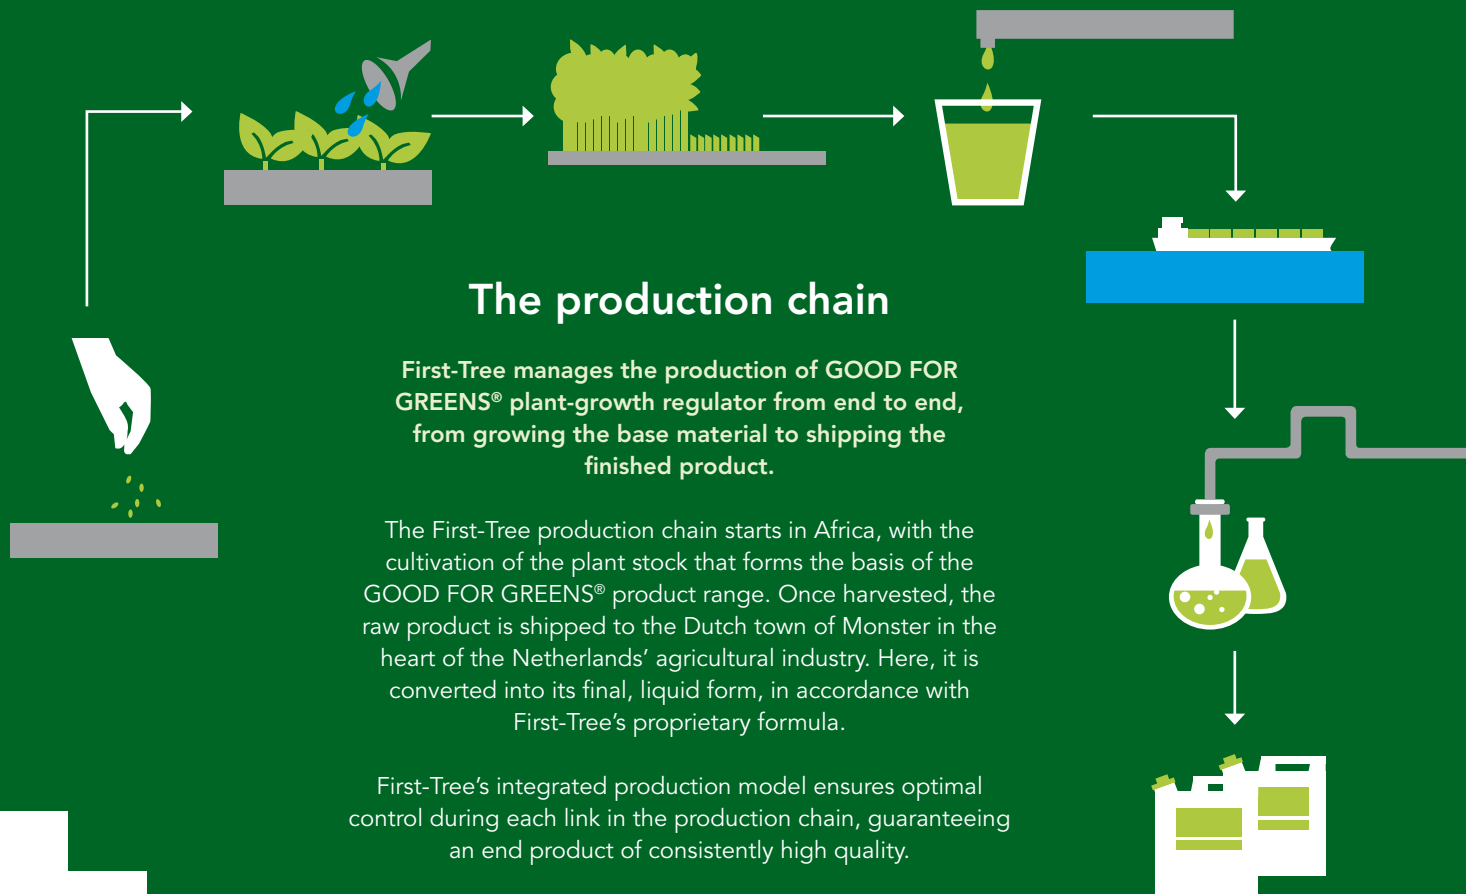 The production chain
First-Tree manages the production of GOOD FOR
GREENS® plant-growth regulator from end to end,
from growing the base material to shipping the
finished product.
The First-Tree production chain starts in Africa, with the
cultivation of the plant stock that forms the basis of the
GOOD FOR GREENS® product range. Once harvested, the
raw product is shipped to the Dutch town of Monster in the
heart of the Netherlands’ agricultural industry. Here, it is
converted into its final, liquid form, in accordance with
First-Tree’s proprietary formula.
First-Tree’s integrated production model ensures optimal
control during each link in the production chain, guaranteeing
an end product of consistently high quality.